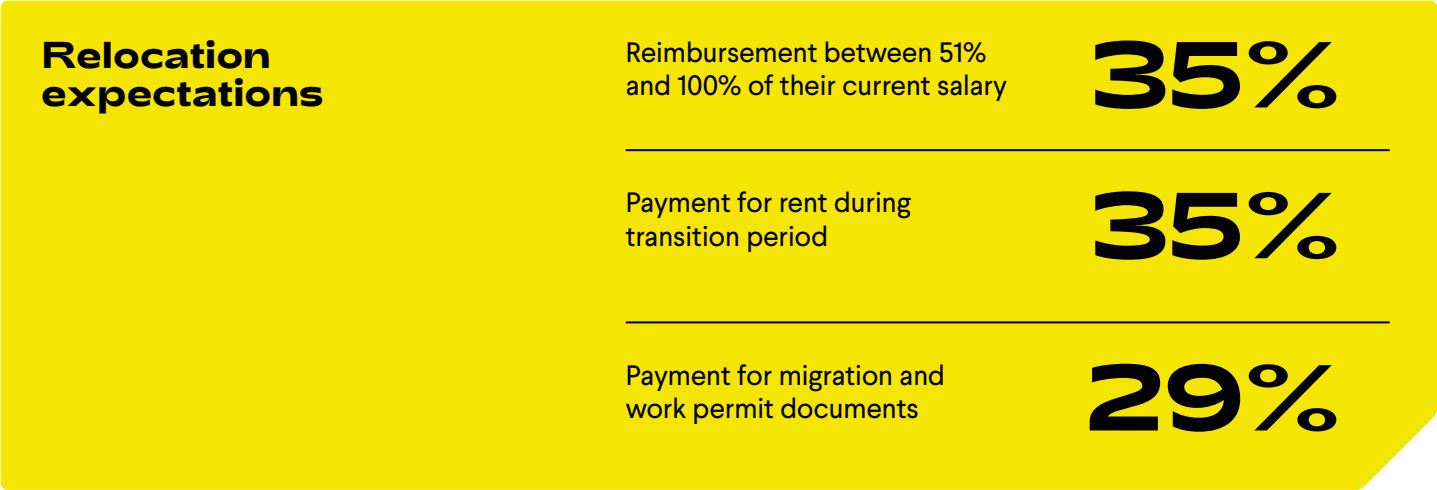 Relocation
expectations
Reimbursement between 51%
and 100% of their current salary
35%
Payment for rent during
transition period
35%
Payment for migration and
work permit documents
29%